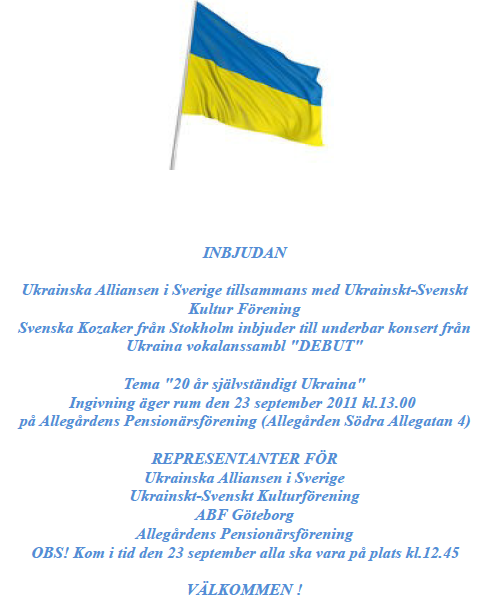 INBJUDAN
Ukrainska Alliansen i Sverige tillsammans med Ukrainskt-Svenskt
Kultur Förening
Svenska Kozaker från Stokholm inbjuder till underbar konsert från
Ukraina vokalanssambl "DEBUT"
Tema "20 år självständigt Ukraina"
Ingivning äger rum den 23 september 2011 kl.13.00
på Allegårdens Pensionärsförening (Allegården Södra Allegatan 4)
REPRESENTANTER FÖR
Ukrainska Alliansen i Sverige
Ukrainskt-Svenskt Kulturförening
ABF Göteborg
Allegårdens Pensionärsförening
OBS! Kom i tid den 23 september alla ska vara på plats kl.12.45
VÄLKOMMEN !